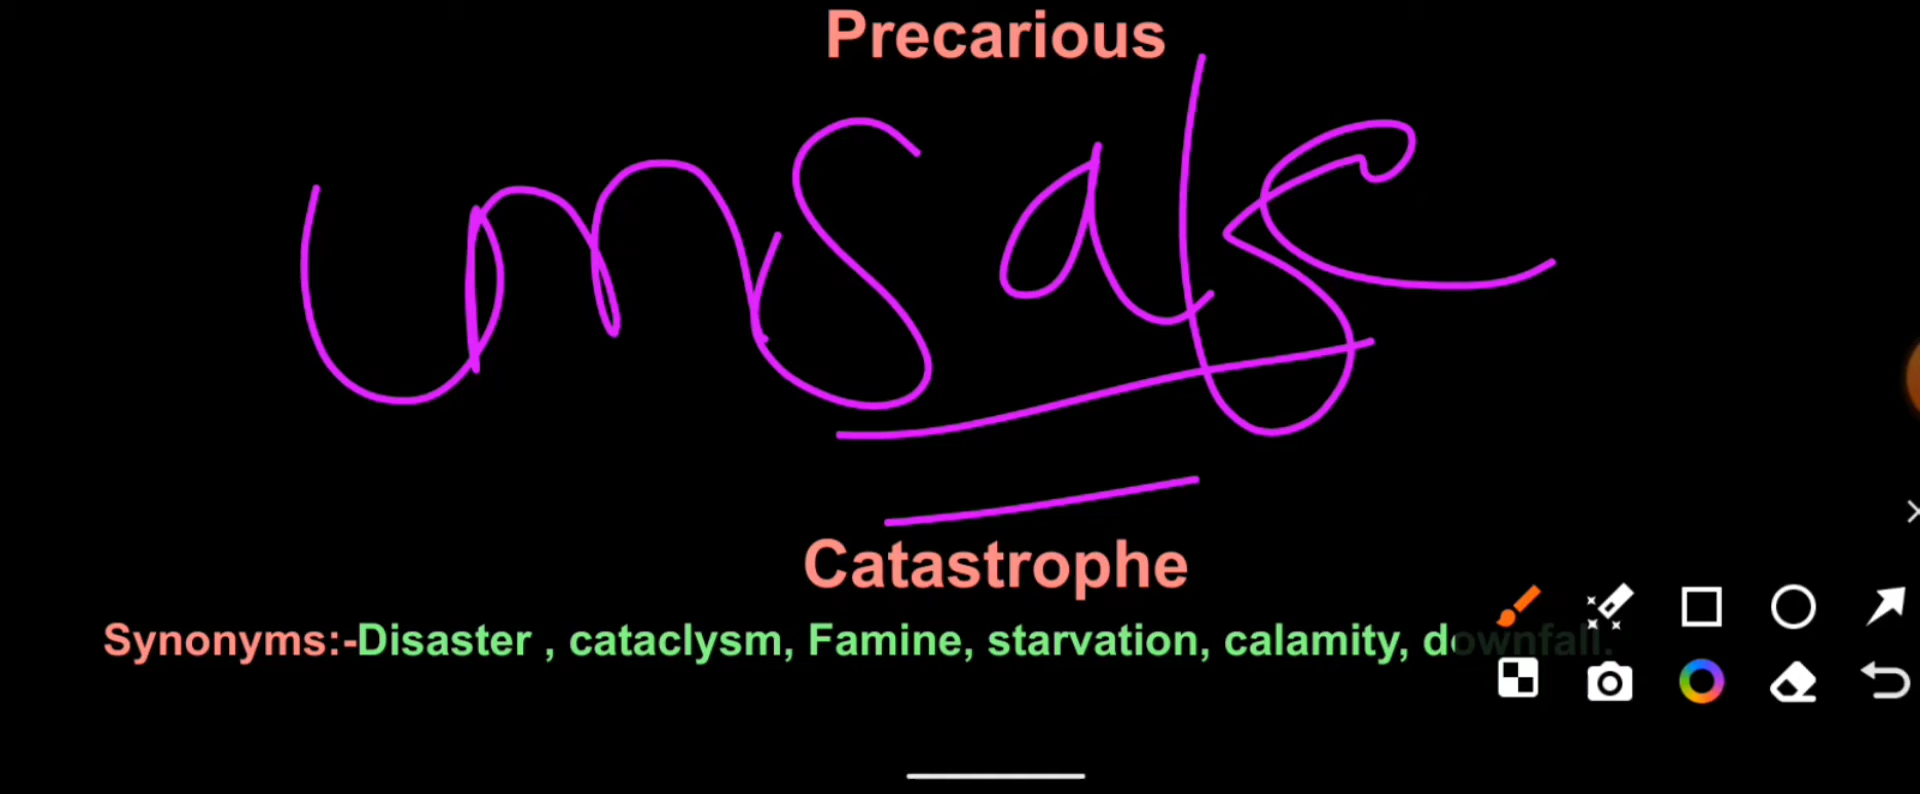 Precarious
unsafe
Catastrophe
Synonyms:-Disaster , cataclysm, Famine, starvation, calamity, downfall.